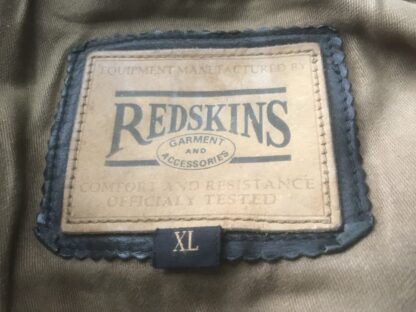 EQUIPMENT MANUFACTURED BY
REDSKINS
GARMENT
AND
ACCESSORIES
COMFORT AND RESISTANCE
OFFICIALY TESTED
XL